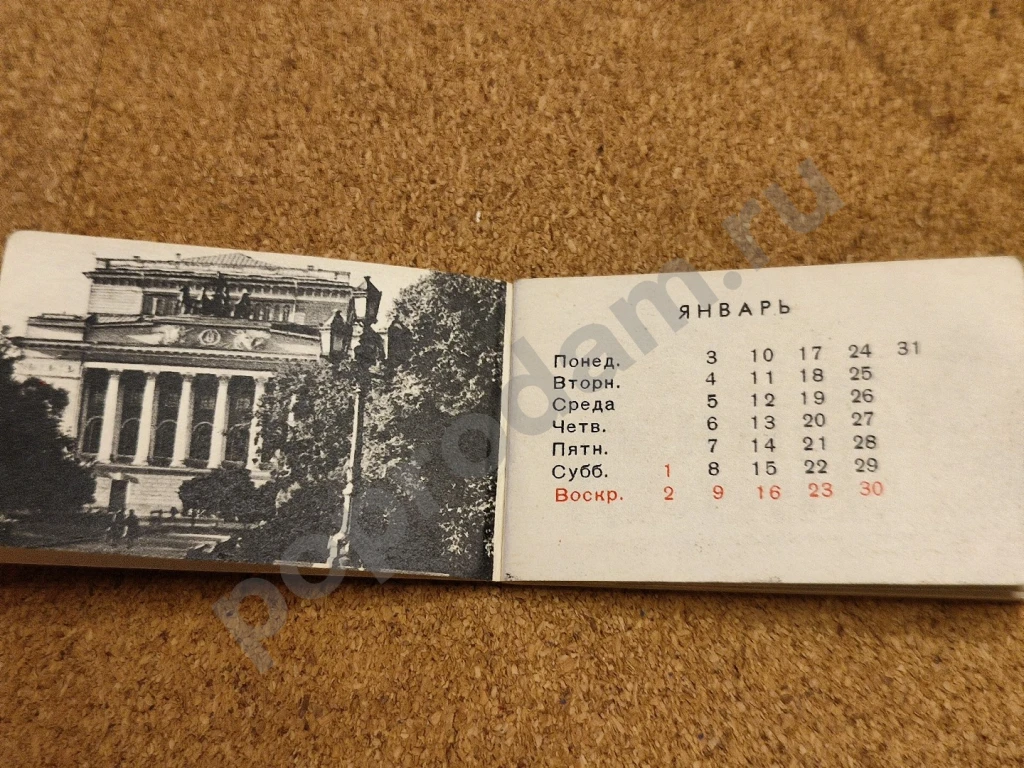 ЯНВАРЬ
Понед. 3 10 17 24 31
Вторн. 4 11 18 25
Среда 5 12 19 26
Четв. 6 13 20 27
Пятн. 7 14 21 28
Субб. 1 8 15 22 29
Воскр. 2 9 16 23 30
poprodam.ru